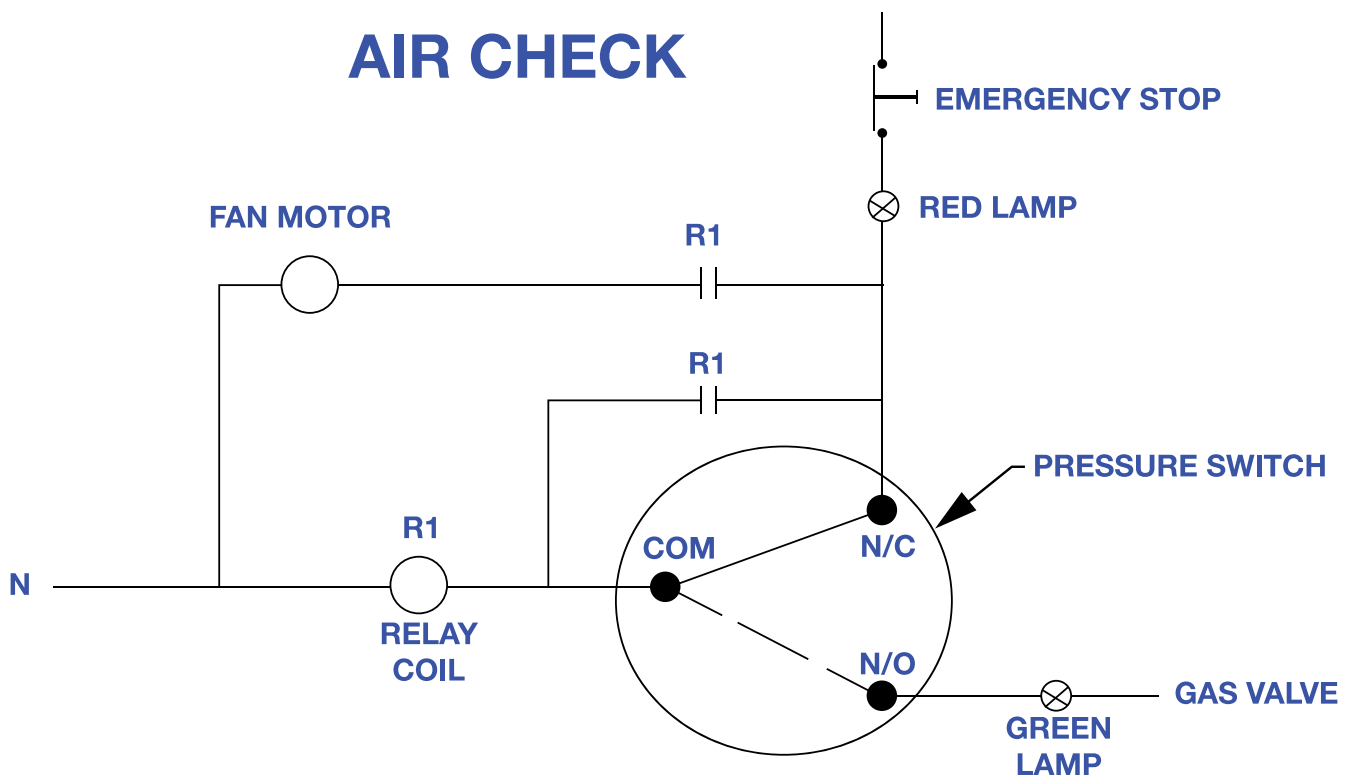 AIR CHECK
EMERGENCY STOP
RED LAMP
FAN MOTOR
R1
R1
PRESSURE SWITCH
R1
COM
N/C
N
RELAY
COIL
N/O
GAS VALVE
GREEN
LAMP